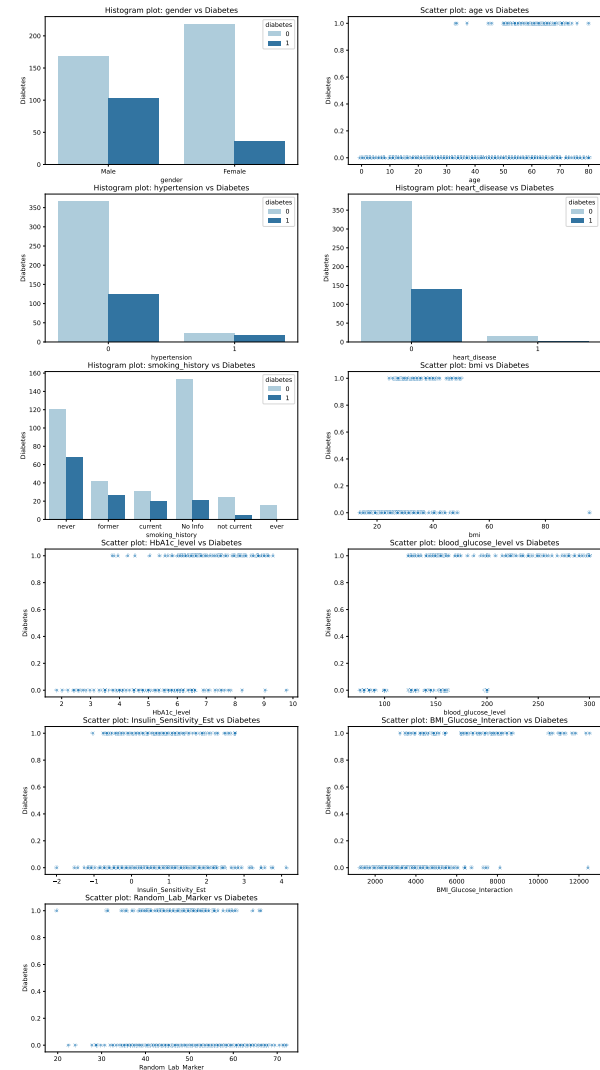 Histogram plot: gender vs Diabetes
Diabetes
200
150
100
50
0
Male
Female
gender
diabetes
0
1
Scatter plot: age vs Diabetes
Diabetes
1.0
0.8
0.6
0.4
0.2
0.0
0 10 20 30 40 50 60 70 80
age
Histogram plot: hypertension vs Diabetes
Diabetes
350
300
250
200
150
100
50
0
0
1
hypertension
diabetes
0
1
Histogram plot: heart_disease vs Diabetes
Diabetes
350
300
250
200
150
100
50
0
0
1
heart_disease
diabetes
0
1
Histogram plot: smoking_history vs Diabetes
Diabetes
160
140
120
100
80
60
40
20
0
never former current No Info not current ever
smoking_history
diabetes
0
1
Scatter plot: bmi vs Diabetes
Diabetes
1.0
0.8
0.6
0.4
0.2
0.0
20 40 60 80
bmi
Scatter plot: HbA1c_level vs Diabetes
Diabetes
1.0
0.8
0.6
0.4
0.2
0.0
2 3 4 5 6 7 8 9 10
HbA1c_level
Scatter plot: blood_glucose_level vs Diabetes
Diabetes
1.0
0.8
0.6
0.4
0.2
0.0
100 150 200 250 300
blood_glucose_level
Scatter plot: Insulin_Sensitivity_Est vs Diabetes
Diabetes
1.0
0.8
0.6
0.4
0.2
0.0
−2 −1 0 1 2 3 4
Insulin_Sensitivity_Est
Scatter plot: BMI_Glucose_Interaction vs Diabetes
Diabetes
1.0
0.8
0.6
0.4
0.2
0.0
2000 4000 6000 8000 10000 12000
BMI_Glucose_Interaction
Scatter plot: Random_Lab_Marker vs Diabetes
Diabetes
1.0
0.8
0.6
0.4
0.2
0.0
20 30 40 50 60 70
Random_Lab_Marker